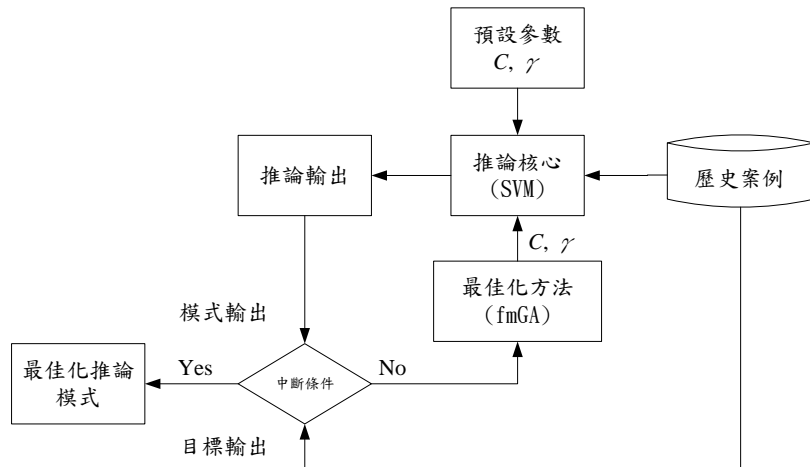 預設參數
C, γ
推論輸出
推論核心
(SVM)
歷史案例
C, γ
最佳化方法
(fmGA)
模式輸出
最佳化推論
模式
Yes
中斷條件
No
目標輸出